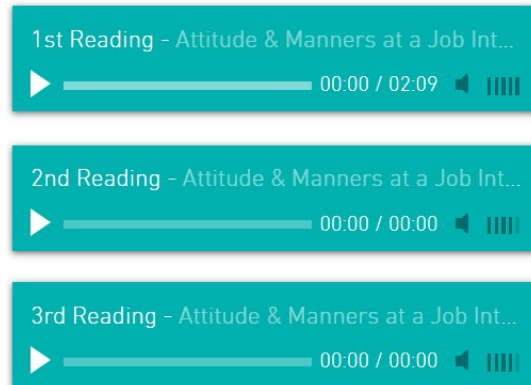 1st Reading - Attitude & Manners at a Job Int...
00:00 / 02:09
2nd Reading - Attitude & Manners at a Job Int...
00:00 / 00:00
3rd Reading - Attitude & Manners at a Job Int...
00:00 / 00:00